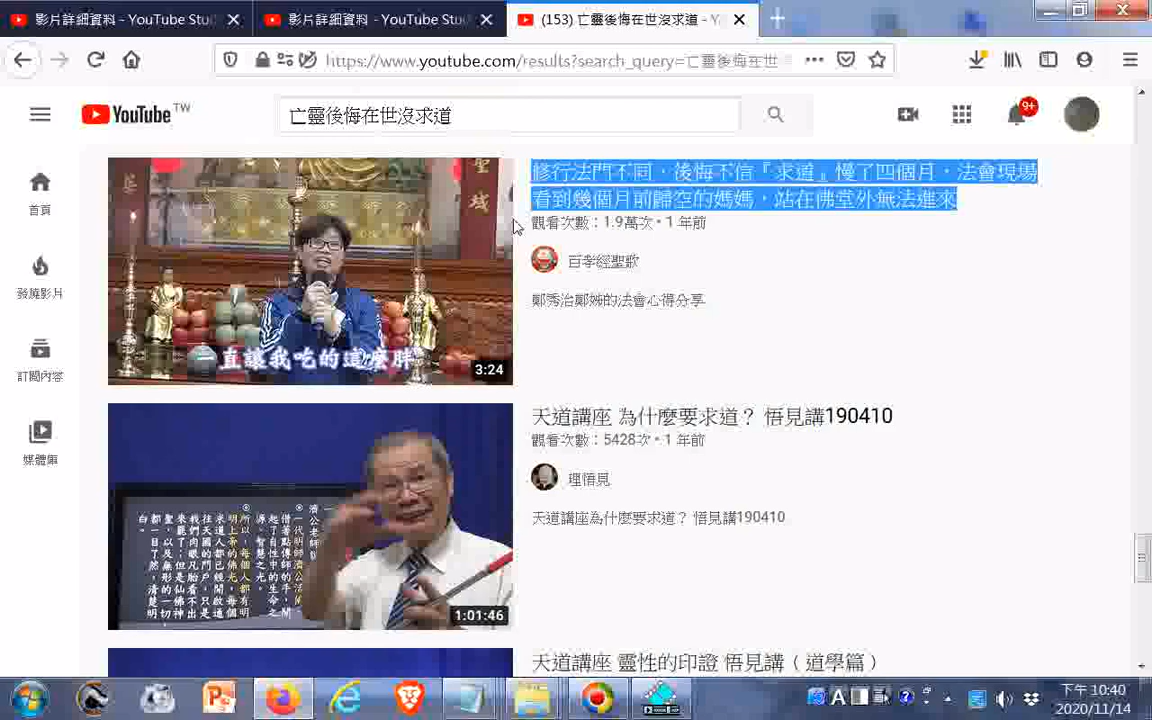 影片詳細資料 - YouTube Stu
影片詳細資料 - YouTube Stu
(153) 亡靈後悔在世沒求道 - Y
https://www.youtube.com/results?search_query=亡靈後悔在世
YouTube TW
亡靈後悔在世沒求道
9+
首頁
發燒影片
訂閱內容
媒體庫
聖域
一直讓我吃的這麼胖
3:24
修行法門不同，後悔不信『求道』慢了四個月，法會現場
看到幾個月前歸空的媽媽，站在佛堂外無法進來
觀看次數：1.9萬次 • 1 年前
百孝經聖歌
鄭秀治鄭姊的法會心得分享
1:01:46
天道講座 為什麼要求道？ 悟見講190410
觀看次數：5428次 • 1 年前
理悟見
天道講座為什麼要求道？ 悟見講190410
天道講座 靈性的印證 悟見講（道學篇）
下午 10:40
2020/11/14